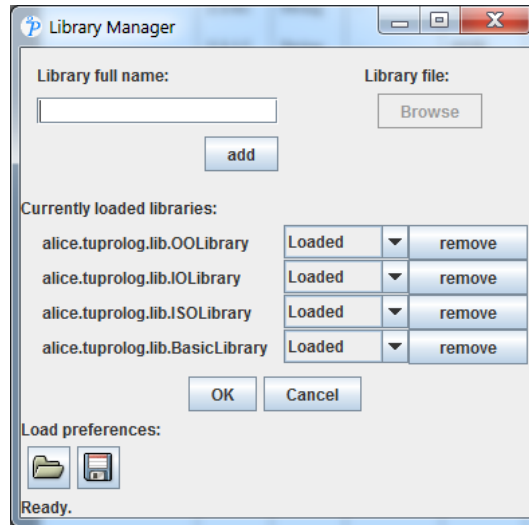 Library Manager
Library full name: Library file:
Browse
add
Currently loaded libraries:
alice.tuprolog.lib.OOLibrary Loaded remove
alice.tuprolog.lib.IOLibrary Loaded remove
alice.tuprolog.lib.ISOLibrary Loaded remove
alice.tuprolog.lib.BasicLibrary Loaded remove
OK Cancel
Load preferences:
Ready.